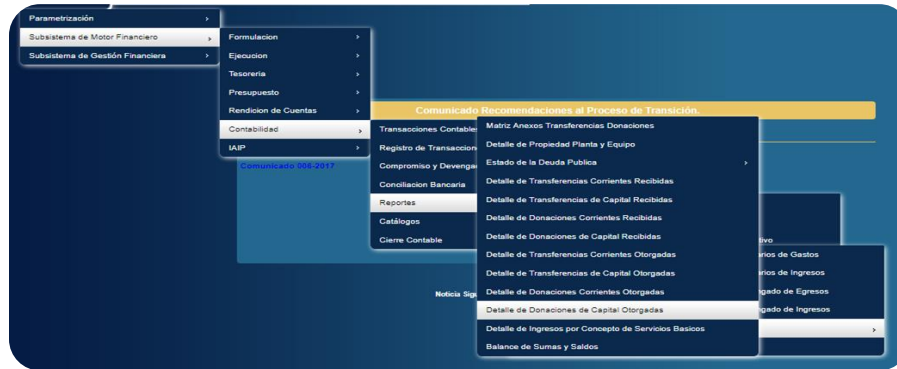 Parametrización
Subsistema de Motor Financiero
Subsistema de Gestión Financiera
Formulacion
Ejecucion
Tesoreria
Presupuesto
Rendicion de Cuentas
Contabilidad
IAIP
Comunicado Recomendaciones al Proceso de Transición.
Comunicado 008-2017
Transacciones Contables
Registro de Transaccion
Compromiso y Devenga
Conciliacion Bancaria
Reportes
Catálogos
Cierre Contable
Matriz Anexos Transferencias Donaciones
Detalle de Propiedad Planta y Equipo
Estado de la Deuda Publica
Detalle de Transferencias Corrientes Recibidas
Detalle de Transferencias de Capital Recibidas
Detalle de Donaciones Corrientes Recibidas
Detalle de Donaciones de Capital Recibidas
Detalle de Transferencias Corrientes Otorgadas
Detalle de Transferencias de Capital Otorgadas
Detalle de Donaciones Corrientes Otorgadas
Detalle de Donaciones de Capital Otorgadas
Detalle de Ingresos por Concepto de Servicios Basicos
Balance de Sumas y Saldos
tivo
rios de Gastos
rios de Ingresos
gado de Egresos
gado de Ingresos
Noticia Sigu